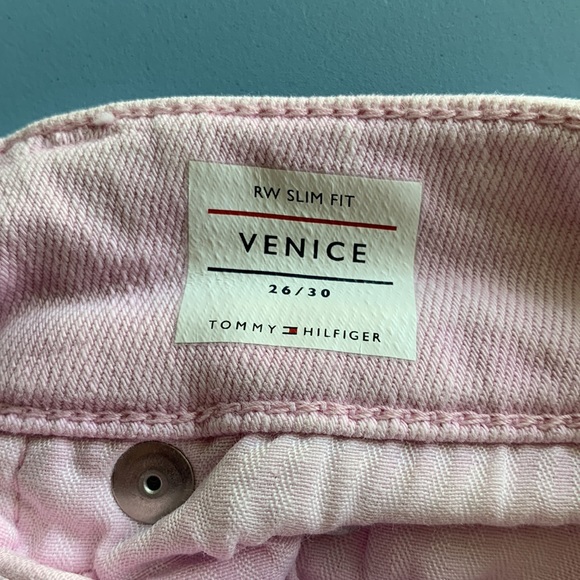 RW SLIM FIT
VENICE
26/30
TOMMY HILFIGER